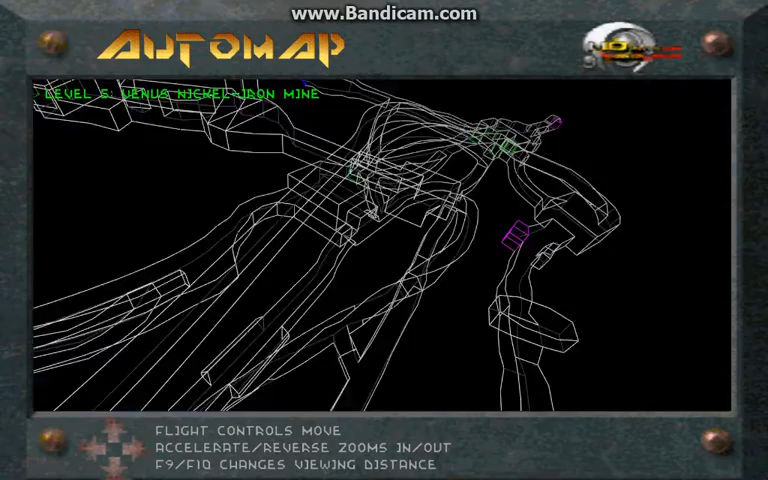 www.Bandicam.com
AUTOMAP
LEVEL 5: VENUS NICKEL-IRON MINE
FLIGHT CONTROLS MOVE
ACCELERATE/REVERSE ZOOMS IN/OUT
F9/F10 CHANGES VIEWING DISTANCE